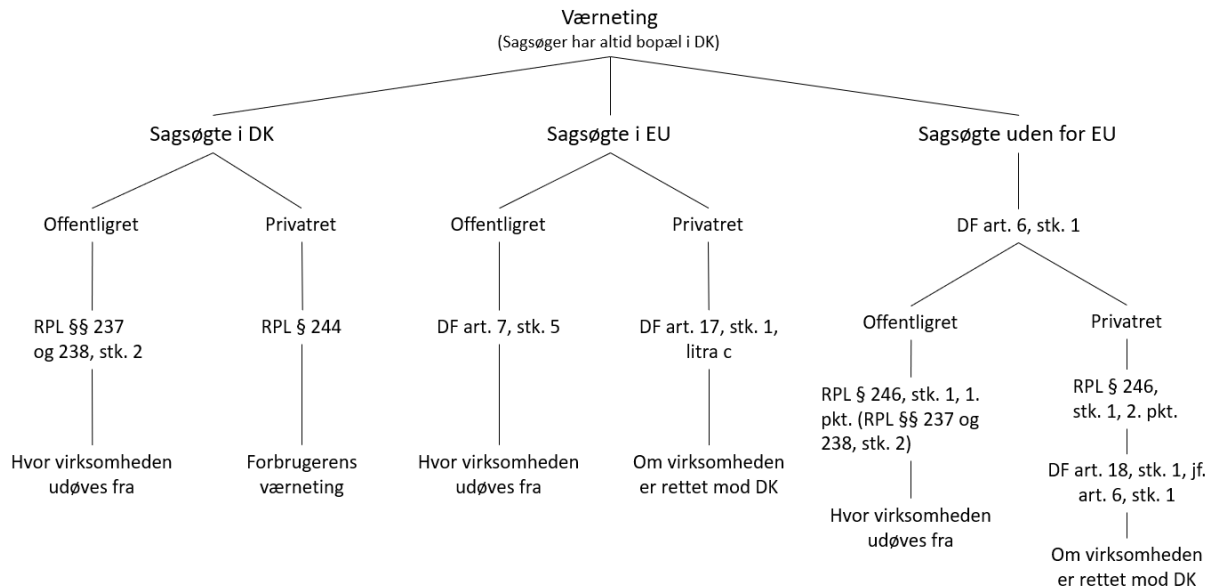 Værneting
(Sagsøger har altid bopæl i DK)
Sagsøgte i DK
Sagsøgte i EU
Sagsøgte uden for EU
Offentligret
Privatret
Offentligret
Privatret
DF art. 6, stk. 1
RPL §§ 237
og 238, stk. 2
RPL § 244
DF art. 7, stk. 5
DF art. 17, stk. 1,
litra c
Offentligret
Privatret
RPL § 246, stk. 1, 1.
pkt. (RPL §§ 237 og
238, stk. 2)
RPL § 246,
stk. 1, 2. pkt.
Hvor virksomheden
udøves fra
Forbrugerens
værneting
Hvor virksomheden
udøves fra
Om virksomheden
er rettet mod DK
DF art. 18, stk. 1, jf.
art. 6, stk. 1
Hvor virksomheden
udøves fra
Om virksomheden
er rettet mod DK